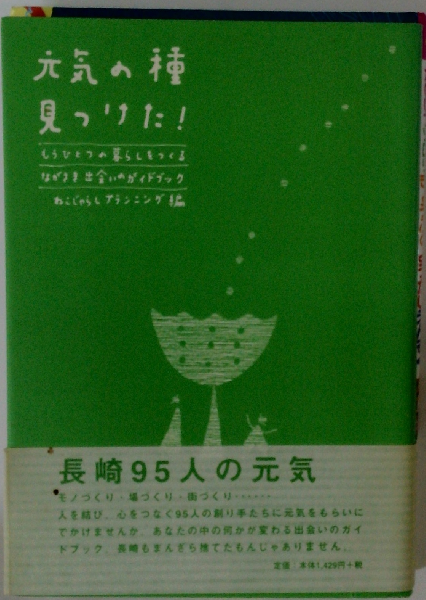 元気の種
見つけた!
もうひとつの暮らしをつくる
ながさき出会いのガイドブック
ねこじゃらしプランニング 編
長崎95人の元気
モノづくり・場づくり・街づくり……
人を結び、心をつなぐ95人の創り手たちに元気をもらいに
でかけませんか。あなたの中の何かが変わる出会いのガイ
ドブック。長崎もまんざら捨てたもんじゃありません。
定価:本体1,429円+税